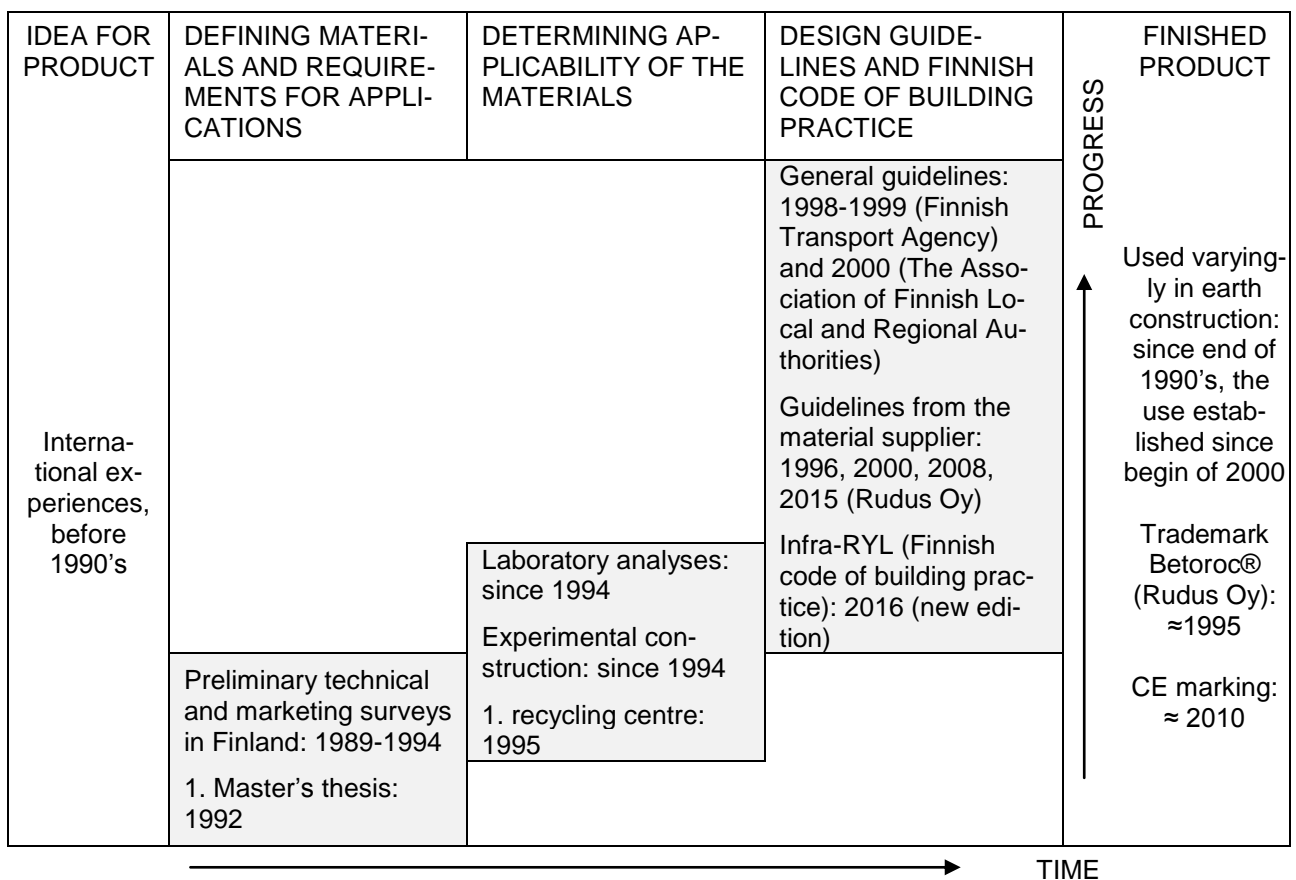 IDEA FOR
PRODUCT
DEFINING MATERI-
ALS AND REQUIRE-
MENTS FOR APPLI-
CATIONS
DETERMINING AP-
PLICABILITY OF THE
MATERIALS
DESIGN GUIDE-
LINES AND FINNISH
CODE OF BUILDING
PRACTICE
PROGRESS
FINISHED
PRODUCT
Interna-
tional ex-
periences,
before
1990’s
Preliminary technical
and marketing surveys
in Finland: 1989-1994
1. Master’s thesis:
1992
Laboratory analyses:
since 1994
Experimental con-
struction: since 1994
1. recycling centre:
1995
General guidelines:
1998-1999 (Finnish
Transport Agency)
and 2000 (The Asso-
ciation of Finnish Lo-
cal and Regional Au-
thorities)
Guidelines from the
material supplier:
1996, 2000, 2008,
2015 (Rudus Oy)
Infra-RYL (Finnish
code of building prac-
tice): 2016 (new edi-
tion)
Used varying-
ly in earth
construction:
since end of
1990’s, the
use estab-
lished since
begin of 2000
Trademark
Betoroc®
(Rudus Oy):
≈1995
CE marking:
≈ 2010
TIME